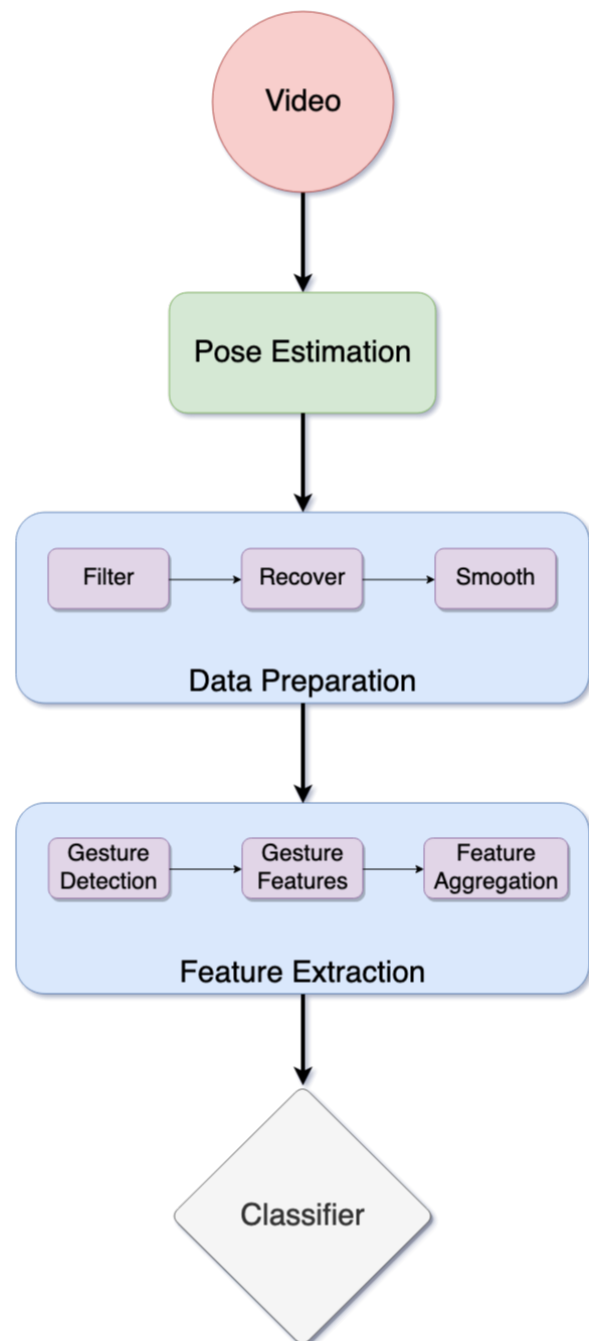 Video
Pose Estimation
Filter
Recover
Smooth
Data Preparation
Gesture
Detection
Gesture
Features
Feature
Aggregation
Feature Extraction
Classifier